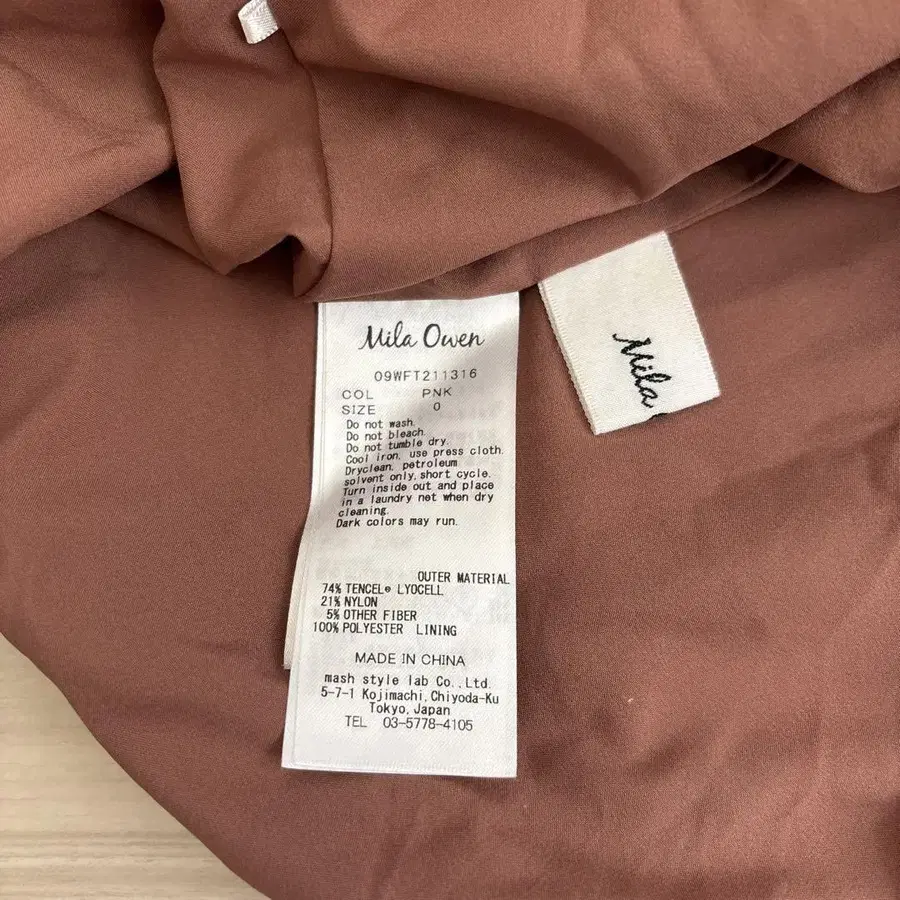 Mila Owen
09WFT211316
COL PNK
SIZE 0
Do not wash.
Do not bleach.
Do not tumble dry.
Cool iron, use press cloth.
Dryclean, petroleum
solvent only, short cycle.
Turn inside out and place
in a laundry net when dry
cleaning.
Dark colors may run.
OUTER MATERIAL
74% TENCEL® LYOCELL
21% NYLON
5% OTHER FIBER
100% POLYESTER LINING
MADE IN CHINA
mash style lab Co.,Ltd.
5-7-1 Kojimachi, Chiyoda-Ku
Tokyo, Japan
TEL 03-5778-4105
Mila